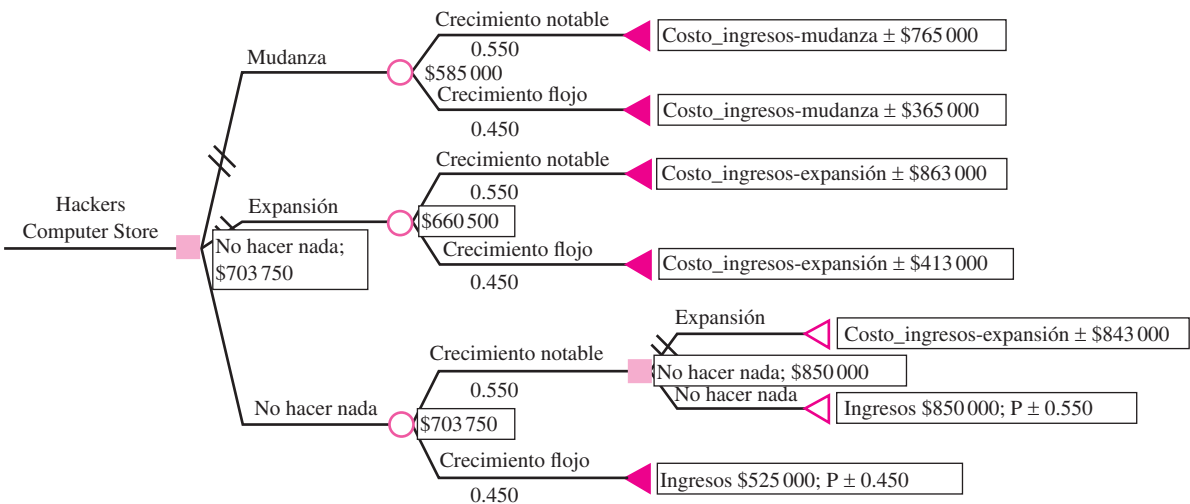 Crecimiento notable
0.550
Costo_ingresos-mudanza ± $765 000
Mudanza
$585 000
Crecimiento flojo
0.450
Costo_ingresos-mudanza ± $365 000
Crecimiento notable
0.550
Costo_ingresos-expansión ± $863 000
Hackers
Computer Store
Expansión
$660 500
No hacer nada;
$703 750
Crecimiento flojo
0.450
Costo_ingresos-expansión ± $413 000
Expansión
Costo_ingresos-expansión ± $843 000
Crecimiento notable
0.550
No hacer nada; $850 000
No hacer nada
Ingresos $850 000; P ± 0.550
No hacer nada
$703 750
Crecimiento flojo
0.450
Ingresos $525 000; P ± 0.450